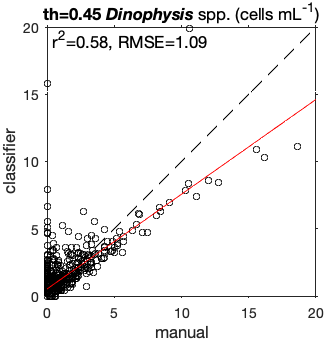 th=0.45 Dinophysis spp. (cells mL⁻¹)
r²=0.58, RMSE=1.09
20
15
10
5
0
classifier
0 5 10 15 20
manual